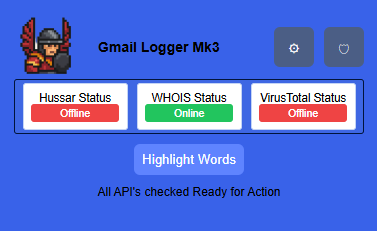 Gmail Logger Mk3
Hussar Status WHOIS Status VirusTotal Status
Offline Online Offline
Highlight Words
All API's checked Ready for Action